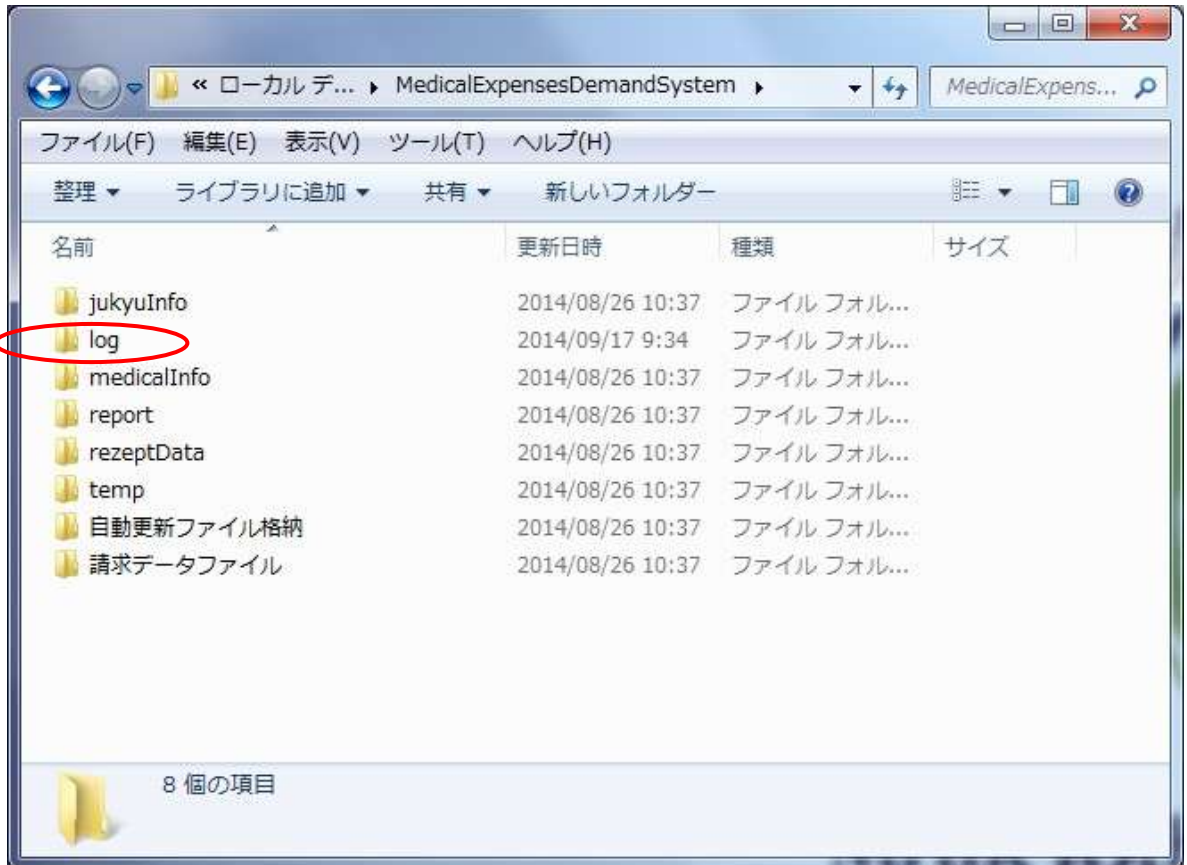 « ローカル デ... ▸ MedicalExpensesDemandSystem ▸ MedicalExpens...
ファイル(F) 編集(E) 表示(V) ツール(T) ヘルプ(H)
整理 ▼ ライブラリに追加 ▼ 共有 ▼ 新しいフォルダー
名前 更新日時 種類 サイズ
jukyuInfo 2014/08/26 10:37 ファイル フォル...
log 2014/09/17 9:34 ファイル フォル...
medicalInfo 2014/08/26 10:37 ファイル フォル...
report 2014/08/26 10:37 ファイル フォル...
rezeptData 2014/08/26 10:37 ファイル フォル...
temp 2014/08/26 10:37 ファイル フォル...
自動更新ファイル格納 2014/08/26 10:37 ファイル フォル...
請求データファイル 2014/08/26 10:37 ファイル フォル...
8 個の項目